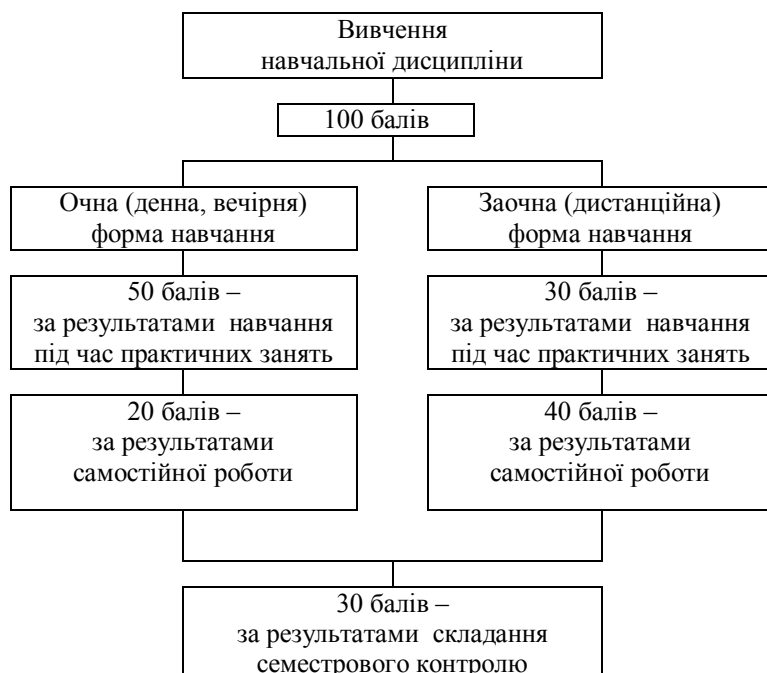 Вивчення
навчальної дисципліни
100 балів
Очна (денна, вечірня)
форма навчання
Заочна (дистанційна)
форма навчання
50 балів –
за результатами навчання
під час практичних занять
30 балів –
за результатами навчання
під час практичних занять
20 балів –
за результатами
самостійної роботи
40 балів –
за результатами
самостійної роботи
30 балів –
за результатами складання
семестрового контролю